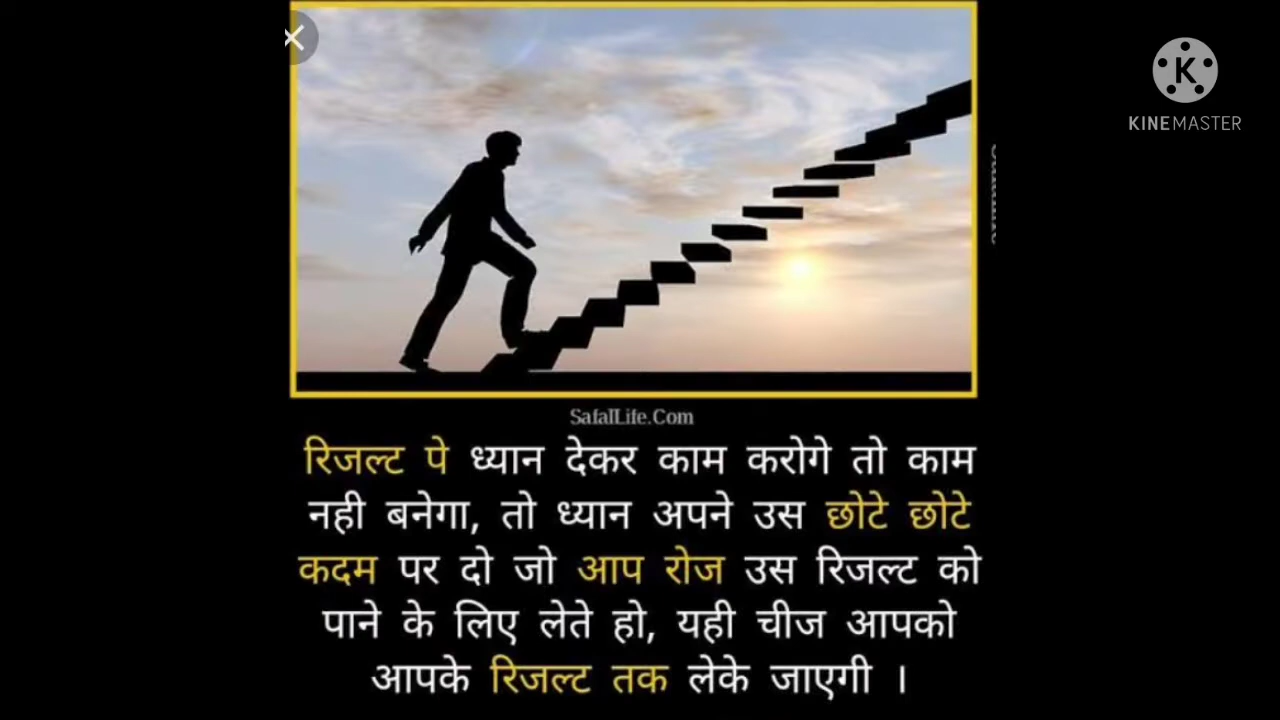 KINEMASTER
SafalLife.Com
रिजल्ट पे ध्यान देकर काम करोगे तो काम
नही बनेगा, तो ध्यान अपने उस छोटे छोटे
कदम पर दो जो आप रोज उस रिजल्ट को
पाने के लिए लेते हो, यही चीज आपको
आपके रिजल्ट तक लेके जाएगी ।